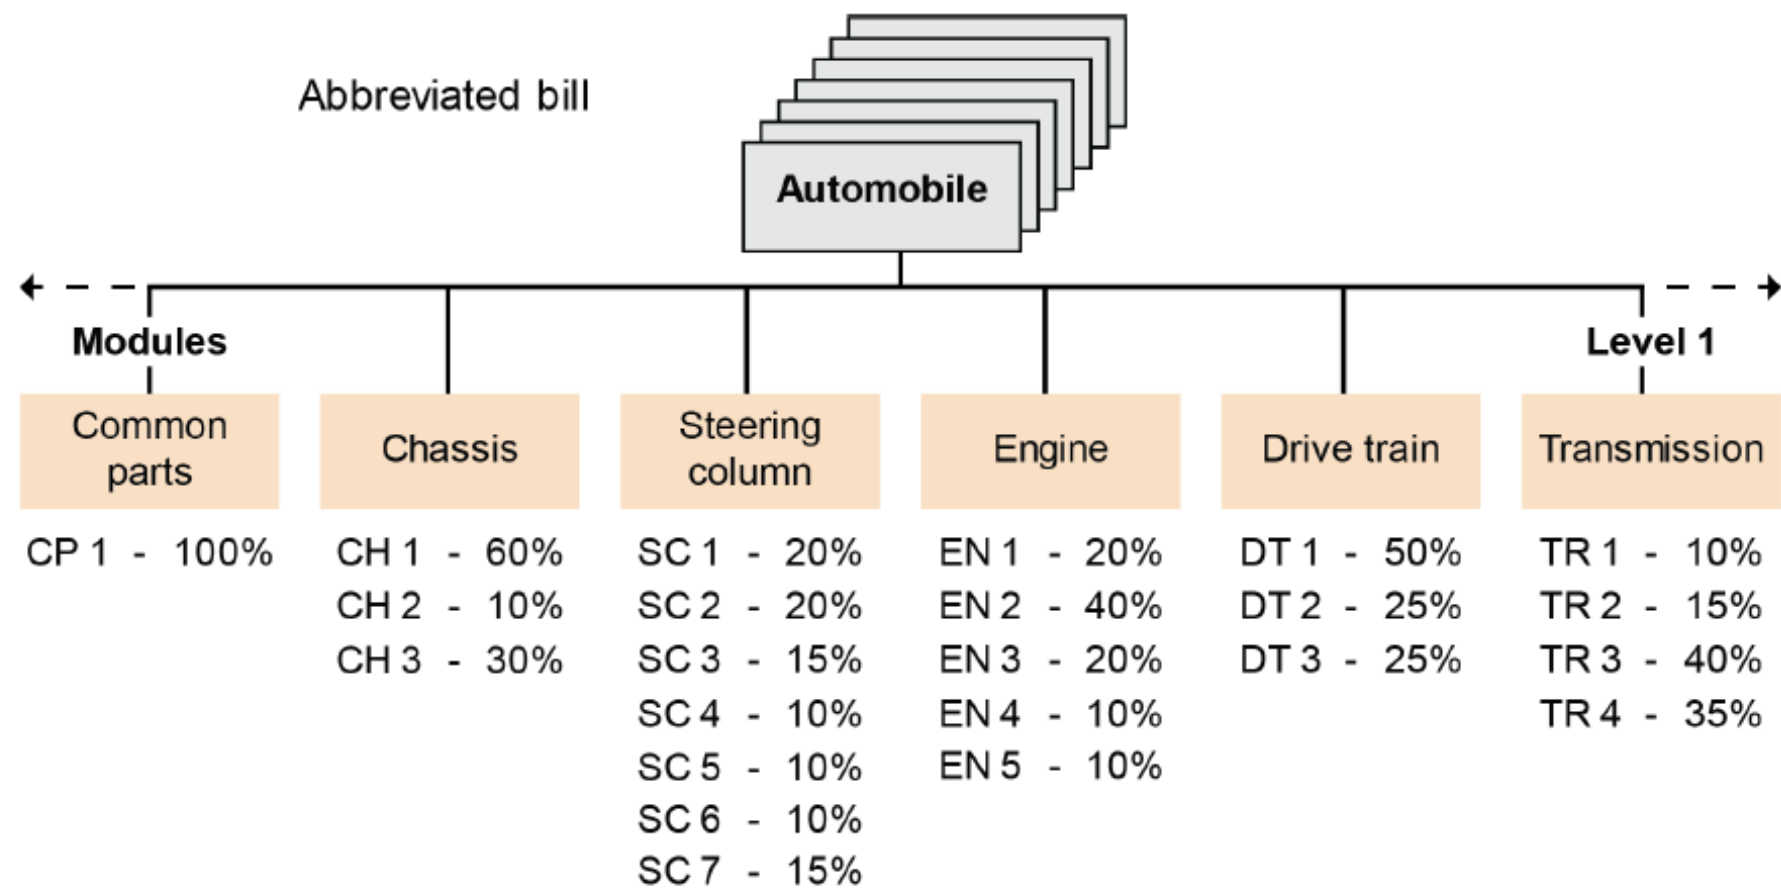 Abbreviated bill
Automobile
Modules
Level 1
Common
parts
Chassis
Steering
column
Engine
Drive train
Transmission
CP 1 - 100%
CH 1 - 60%
CH 2 - 10%
CH 3 - 30%
SC 1 - 20%
SC 2 - 20%
SC 3 - 15%
SC 4 - 10%
SC 5 - 10%
SC 6 - 10%
SC 7 - 15%
EN 1 - 20%
EN 2 - 40%
EN 3 - 20%
EN 4 - 10%
EN 5 - 10%
DT 1 - 50%
DT 2 - 25%
DT 3 - 25%
TR 1 - 10%
TR 2 - 15%
TR 3 - 40%
TR 4 - 35%